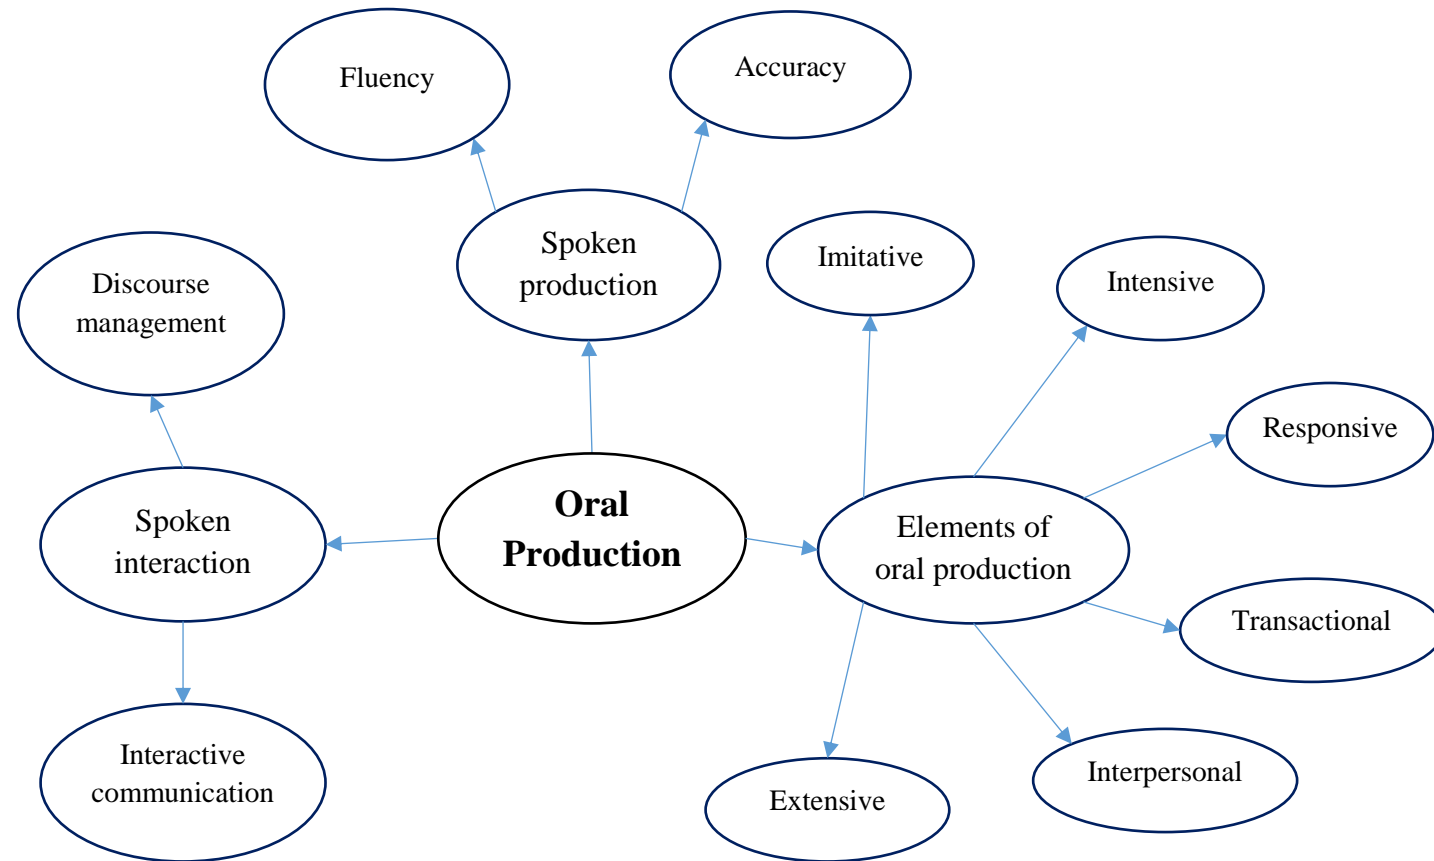 Fluency
Accuracy
Spoken
production
Imitative
Intensive
Discourse
management
Responsive
Oral
Production
Spoken
interaction
Elements of
oral production
Transactional
Interactive
communication
Interpersonal
Extensive